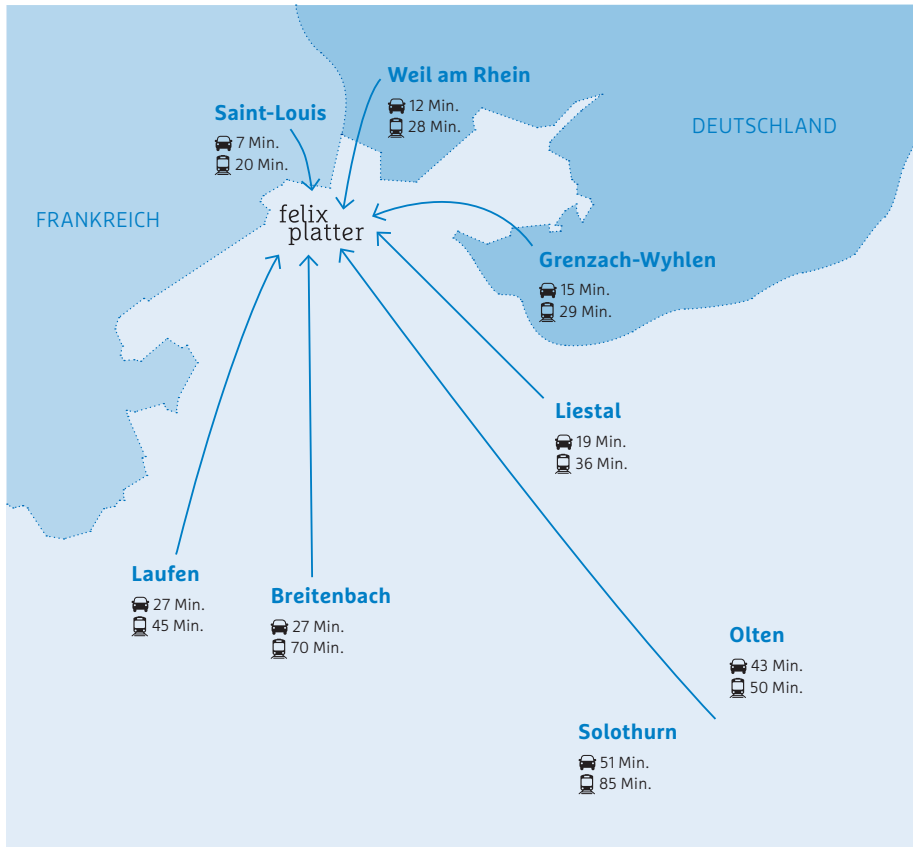 Weil am Rhein
12 Min.
28 Min.
Saint-Louis
7 Min.
20 Min.
DEUTSCHLAND
FRANKREICH
felix
platter
Grenzach-Wyhlen
15 Min.
29 Min.
Liestal
19 Min.
36 Min.
Laufen
27 Min.
45 Min.
Breitenbach
27 Min.
70 Min.
Olten
43 Min.
50 Min.
Solothurn
51 Min.
85 Min.